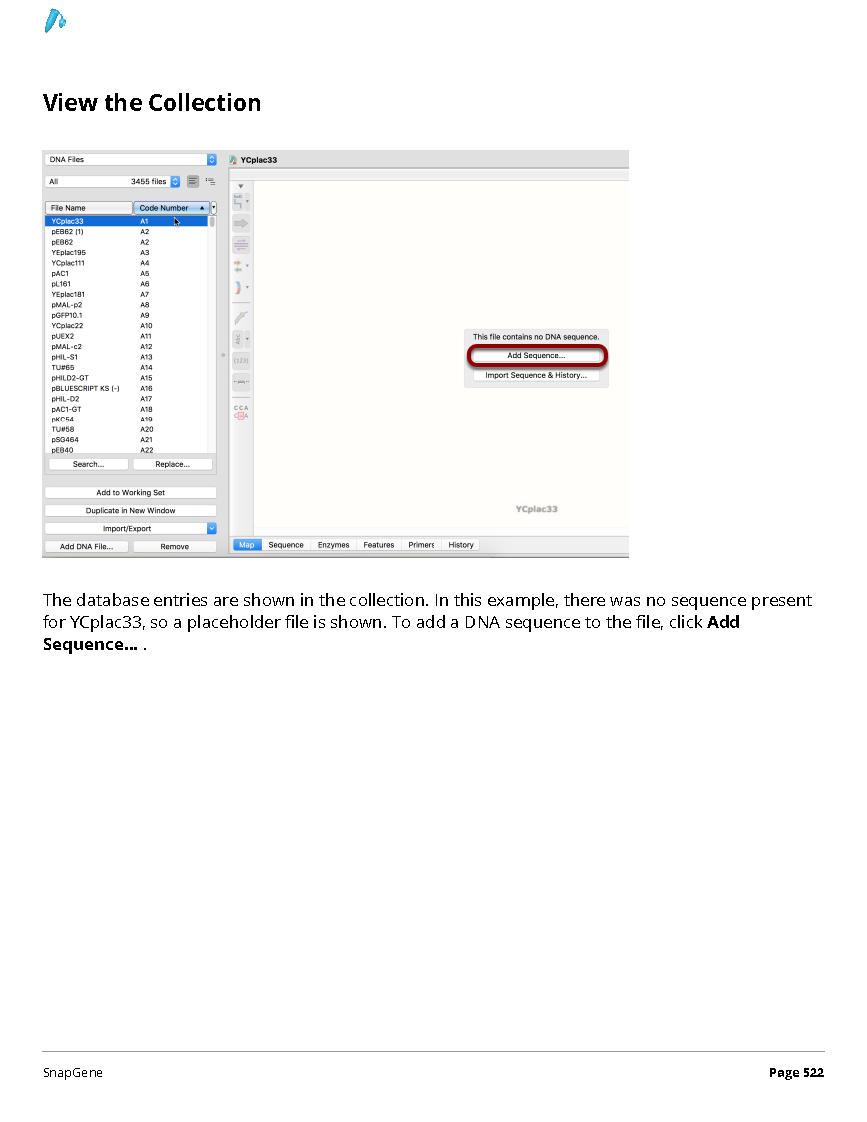 View the Collection
DNA Files
All 3455 files
File Name Code Number
YCplac33 A1
pEB62 (1) A2
pEB62 A2
YEplac195 A3
YCplac111 A4
pAC1 A5
pL161 A6
YEplac181 A7
pMAL-p2 A8
pGFP10.1 A9
YCplac22 A10
pUEX2 A11
pMAL-c2 A12
pHIL-S1 A13
TU#65 A14
pHILD2-GT A15
pBLUESCRIPT KS (-) A16
pHIL-D2 A17
pAC1-GT A18
pKC54 A19
TU#58 A20
pSG464 A21
pEB40 A22
Search... Replace...
Add to Working Set
Duplicate in New Window
Import/Export
Add DNA File... Remove
YCplac33
Abc
(123)
CCA
This file contains no DNA sequence.
Add Sequence...
Import Sequence & History...
YCplac33
Map Sequence Enzymes Features Primers History
The database entries are shown in the collection. In this example, there was no sequence present
for YCplac33, so a placeholder file is shown. To add a DNA sequence to the file, click Add
Sequence... .
SnapGene Page 522